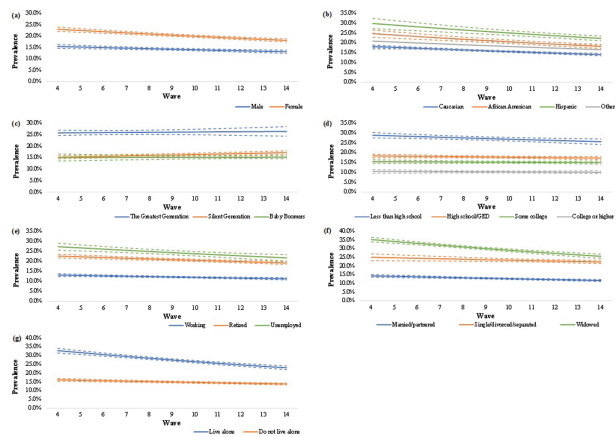 (a)
Prevalence
30.0%
25.0%
20.0%
15.0%
10.0%
5.0%
0.0%
4 5 6 7 8 9 10 11 12 13 14
Wave
Male Female
(b)
Prevalence
35.0%
30.0%
25.0%
20.0%
15.0%
10.0%
5.0%
0.0%
4 5 6 7 8 9 10 11 12 13 14
Wave
Caucasian African American Hispanic Other
(c)
Prevalence
30.0%
25.0%
20.0%
15.0%
10.0%
5.0%
0.0%
4 5 6 7 8 9 10 11 12 13 14
Wave
The Greatest Generation Silent Generation Baby Boomers
(d)
Prevalence
35.0%
30.0%
25.0%
20.0%
15.0%
10.0%
5.0%
0.0%
4 5 6 7 8 9 10 11 12 13 14
Wave
Less than high school High school/GED Some college College or higher
(e)
Prevalence
35.0%
30.0%
25.0%
20.0%
15.0%
10.0%
5.0%
0.0%
4 5 6 7 8 9 10 11 12 13 14
Wave
Working Retired Unemployed
(f)
Prevalence
40.0%
35.0%
30.0%
25.0%
20.0%
15.0%
10.0%
5.0%
0.0%
4 5 6 7 8 9 10 11 12 13 14
Wave
Married/partnered Single/divorced/separated Widowed
(g)
Prevalence
40.0%
35.0%
30.0%
25.0%
20.0%
15.0%
10.0%
5.0%
0.0%
4 5 6 7 8 9 10 11 12 13 14
Wave
Live alone Do not live alone